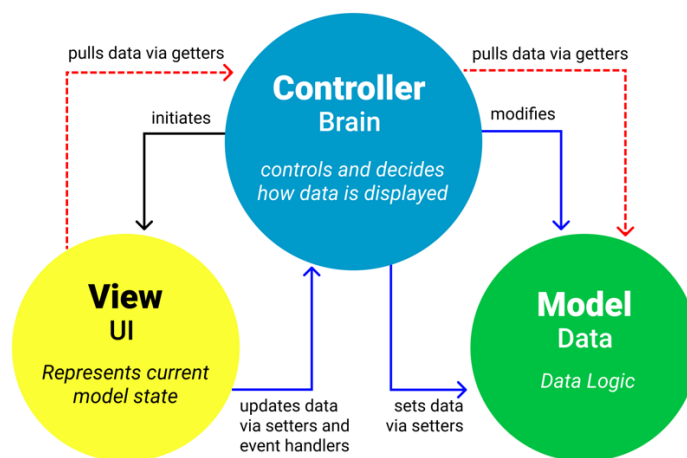 pulls data via getters
pulls data via getters
Controller
Brain
initiates
modifies
controls and decides
how data is displayed
View
UI
Represents current
model state
Model
Data
Data Logic
updates data
via setters and
event handlers
sets data
via setters